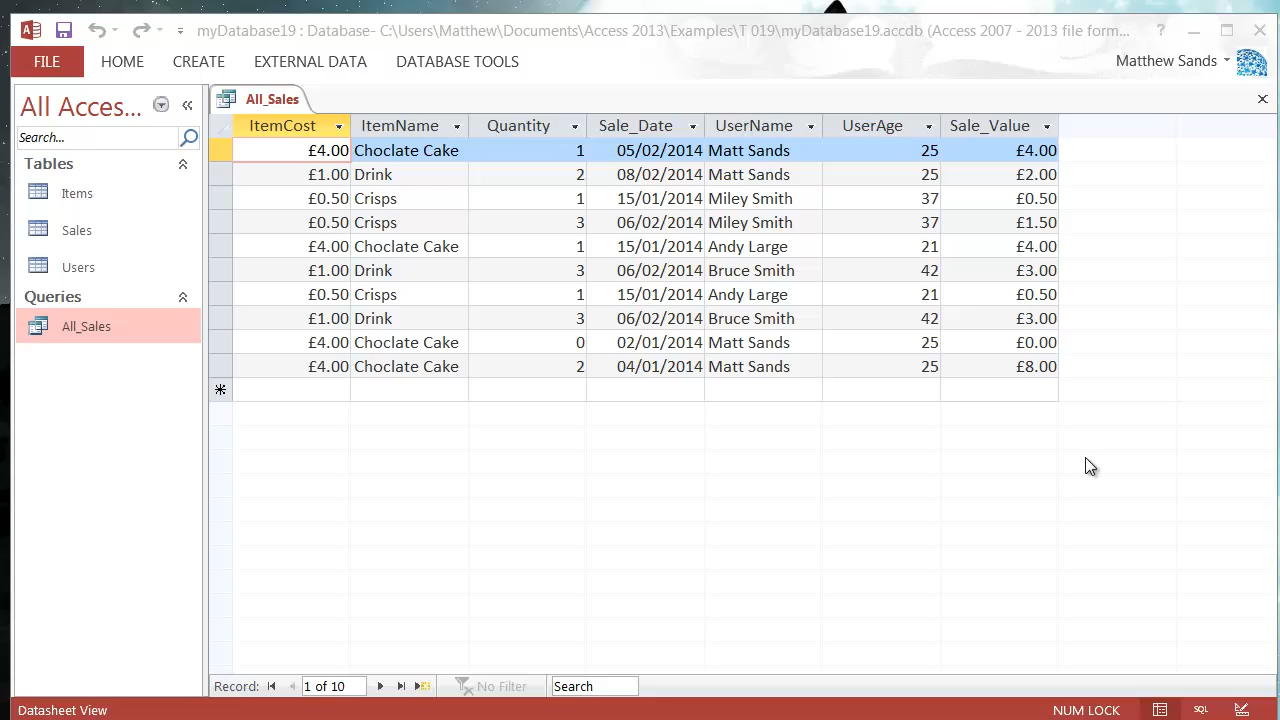 myDatabase19 : Database- C:\Users\Matthew\Documents\Access 2013\Examples\T 019\myDatabase19.accdb (Access 2007 - 2013 file form...
FILE HOME CREATE EXTERNAL DATA DATABASE TOOLS Matthew Sands
All Acces...
Search...
Tables
Items
Sales
Users
Queries
All_Sales
All_Sales
ItemCost ItemName Quantity Sale_Date UserName UserAge Sale_Value
£4.00 Choclate Cake 1 05/02/2014 Matt Sands 25 £4.00
£1.00 Drink 2 08/02/2014 Matt Sands 25 £2.00
£0.50 Crisps 1 15/01/2014 Miley Smith 37 £0.50
£0.50 Crisps 3 06/02/2014 Miley Smith 37 £1.50
£4.00 Choclate Cake 1 15/01/2014 Andy Large 21 £4.00
£1.00 Drink 3 06/02/2014 Bruce Smith 42 £3.00
£0.50 Crisps 1 15/01/2014 Andy Large 21 £0.50
£1.00 Drink 3 06/02/2014 Bruce Smith 42 £3.00
£4.00 Choclate Cake 0 02/01/2014 Matt Sands 25 £0.00
£4.00 Choclate Cake 2 04/01/2014 Matt Sands 25 £8.00
Record: 1 of 10 No Filter Search
Datasheet View NUM LOCK SQL